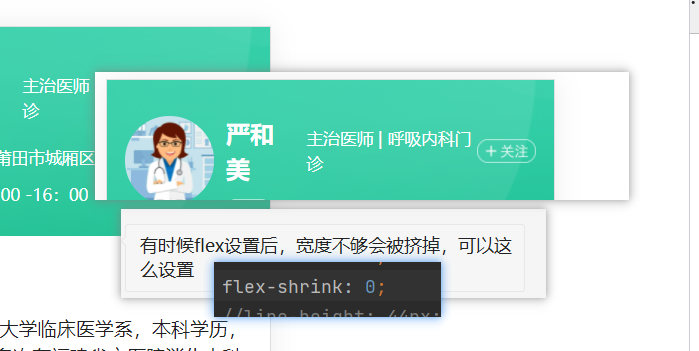 主治医师
诊
莆田市城厢区
00 -16：00
严和
美
主治医师 | 呼吸内科门
诊
+ 关注
有时候flex设置后，宽度不够会被挤掉，可以这
么设置
flex-shrink: 0;
//line-height: 44px;
大学临床医学系，本科学历，